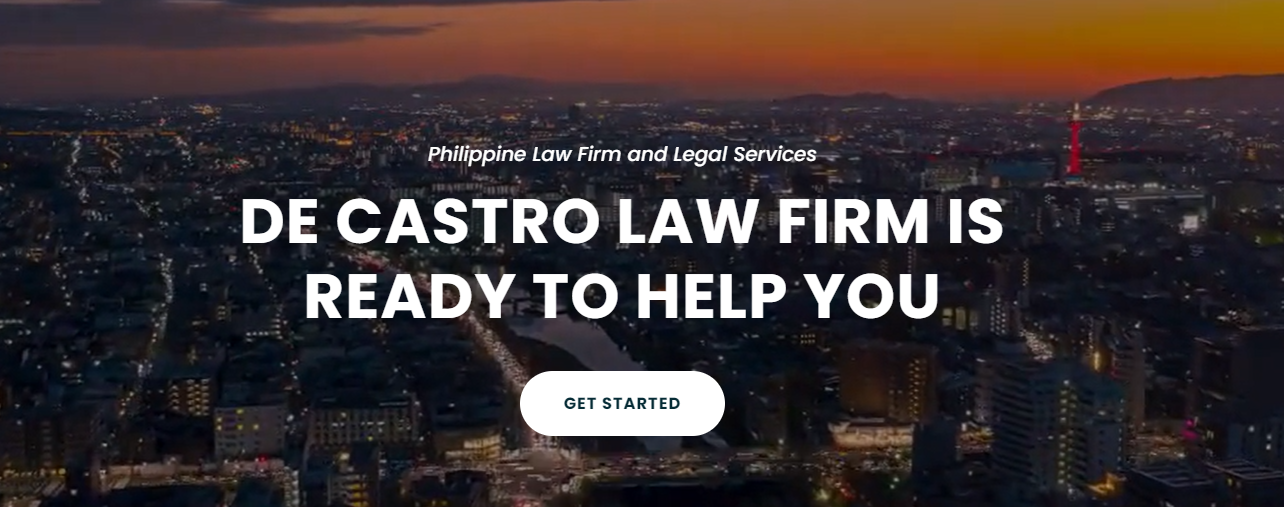 Philippine Law Firm and Legal Services
DE CASTRO LAW FIRM IS
READY TO HELP YOU
GET STARTED